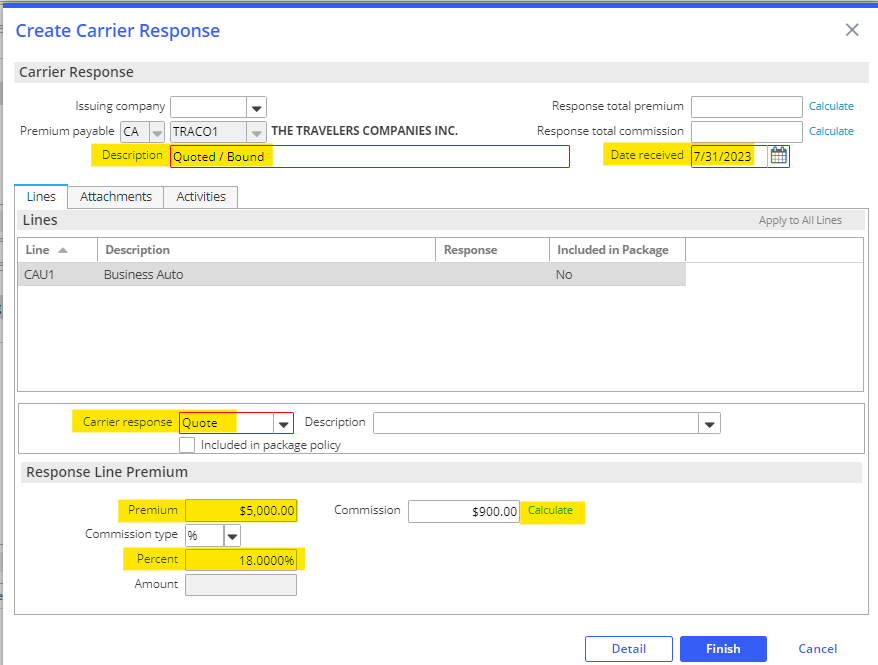 Create Carrier Response
Carrier Response
Issuing company
Response total premium Calculate
Premium payable CA TRACO1 THE TRAVELERS COMPANIES INC.
Response total commission Calculate
Description Quoted / Bound
Date received 7/31/2023
Lines Attachments Activities
Lines Apply to All Lines
Line Description Response Included in Package
CAU1 Business Auto No
Carrier response Quote Description
Included in package policy
Response Line Premium
Premium $5,000.00 Commission $900.00 Calculate
Commission type %
Percent 18.0000%
Amount
Detail Finish Cancel